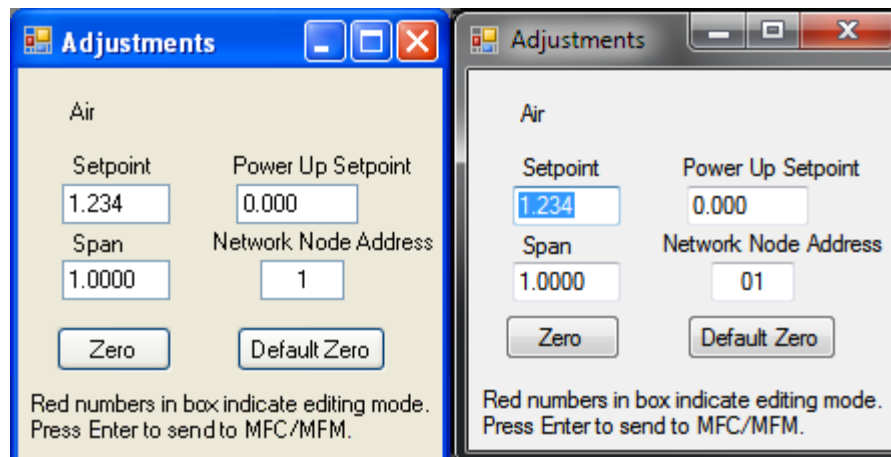 Adjustments
Air
Setpoint Power Up Setpoint
1.234 0.000
Span Network Node Address
1.0000 1
Zero Default Zero
Red numbers in box indicate editing mode.
Press Enter to send to MFC/MFM.
Adjustments
Air
Setpoint Power Up Setpoint
1.234 0.000
Span Network Node Address
1.0000 01
Zero Default Zero
Red numbers in box indicate editing mode.
Press Enter to send to MFC/MFM.